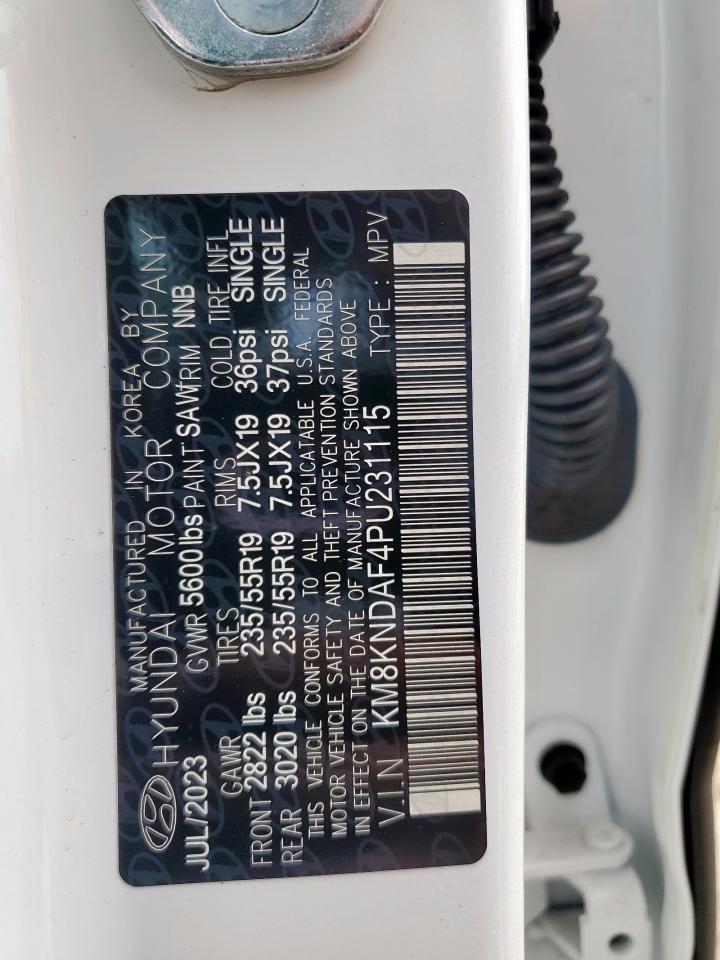 MANUFACTURED IN KOREA BY
HYUNDAI MOTOR COMPANY
JUL/2023 GVWR 5600lbs PAINT SAW TRIM NNB
GAWR TIRES RIMS COLD TIRE INFL
FRONT 2822 lbs 235/55R19 7.5JX19 36psi SINGLE
REAR 3020 lbs 235/55R19 7.5JX19 37psi SINGLE
THIS VEHICLE CONFORMS TO ALL APPLICATABLE U.S.A. FEDERAL
MOTOR VEHICLE SAFETY AND THEFT PREVENTION STANDARDS
IN EFFECT ON THE DATE OF MANUFACTURE SHOWN ABOVE
V.I.N KM8KNDAF4PU231115 TYPE : MPV